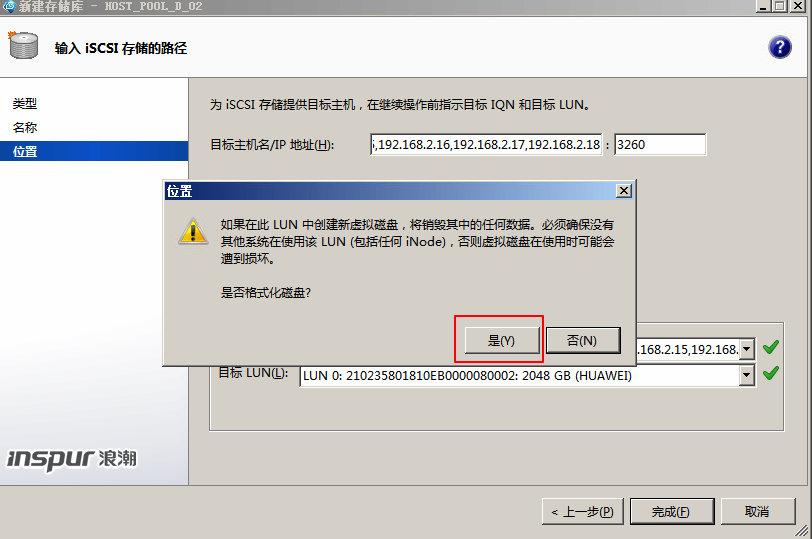 新建存储库 - HOST_POOL_D_02
输入 iSCSI 存储的路径
?
类型
名称
位置
为 iSCSI 存储提供目标主机，在继续操作前指示目标 IQN 和目标 LUN。
目标主机名/IP 地址(H):
,192.168.2.16,192.168.2.17,192.168.2.18 : 3260
位置
如果在此 LUN 中创建新虚拟磁盘，将销毁其中的任何数据。必须确保没有
其他系统在使用该 LUN (包括任何 iNode)，否则虚拟磁盘在使用时可能会
遭到损坏。
是否格式化磁盘?
是(Y) 否(N)
.168.2.15,192.168.
目标 LUN(L): LUN 0: 210235801810EB0000080002: 2048 GB (HUAWEI)
inspur 浪潮
< 上一步(P) 完成(F) 取消